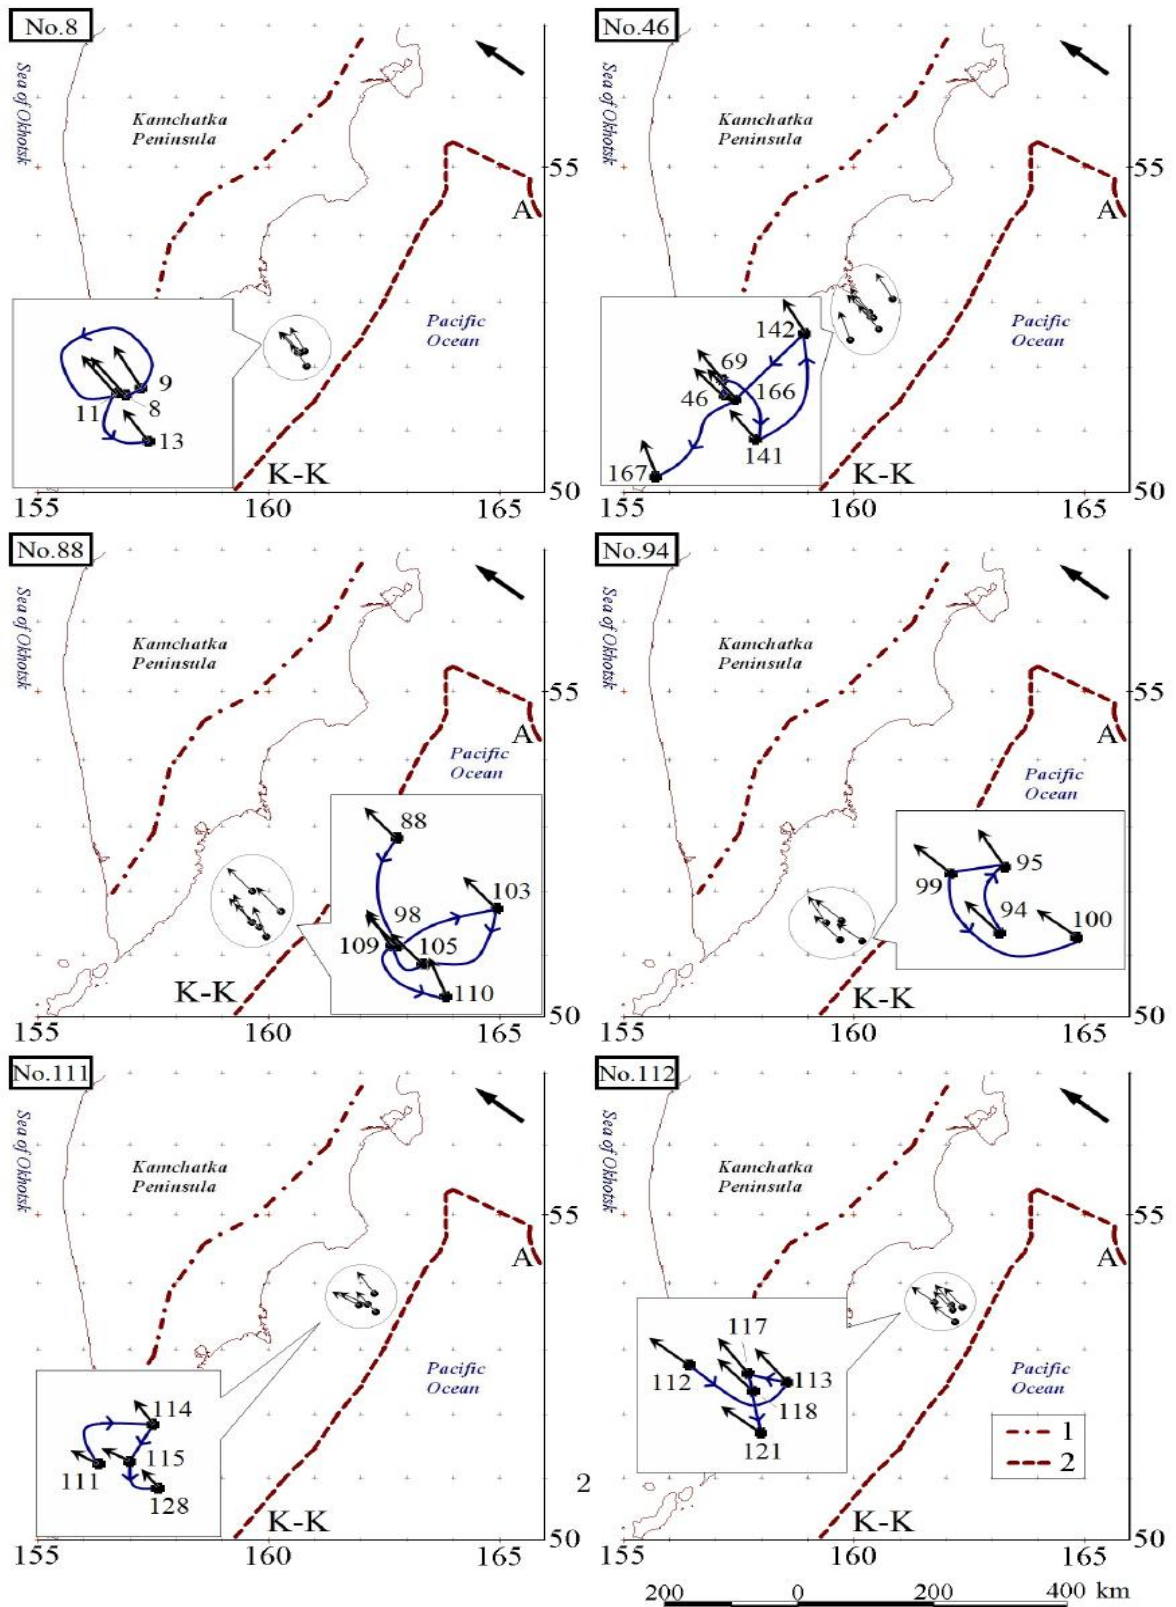 No.8
Sea of Okhotsk
Kamchatka
Peninsula
55
A
Pacific
Ocean
9
11
8
13
K-K
50
155
160
165
No.46
Sea of Okhotsk
Kamchatka
Peninsula
55
A
Pacific
Ocean
142
69
46
166
141
167
K-K
50
155
160
165
No.88
Sea of Okhotsk
Kamchatka
Peninsula
55
A
Pacific
Ocean
88
103
98
109
105
110
K-K
50
155
160
165
No.94
Sea of Okhotsk
Kamchatka
Peninsula
55
A
Pacific
Ocean
95
99
94
100
K-K
50
155
160
165
No.111
Sea of Okhotsk
Kamchatka
Peninsula
55
A
Pacific
Ocean
114
115
111
128
2
K-K
50
155
160
165
No.112
Sea of Okhotsk
Kamchatka
Peninsula
55
A
Pacific
Ocean
117
112
113
118
121
1
2
K-K
50
155
160
165
200 0 200 400 km